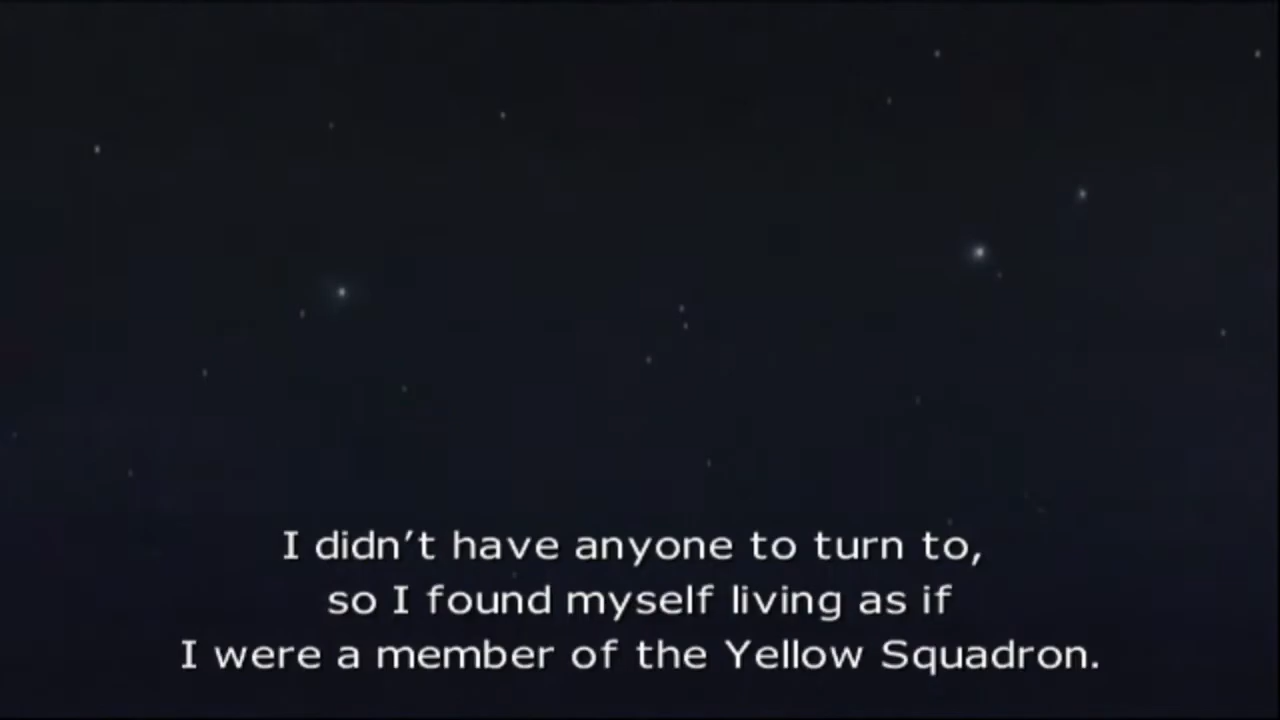 I didn't have anyone to turn to,
so I found myself living as if
I were a member of the Yellow Squadron.